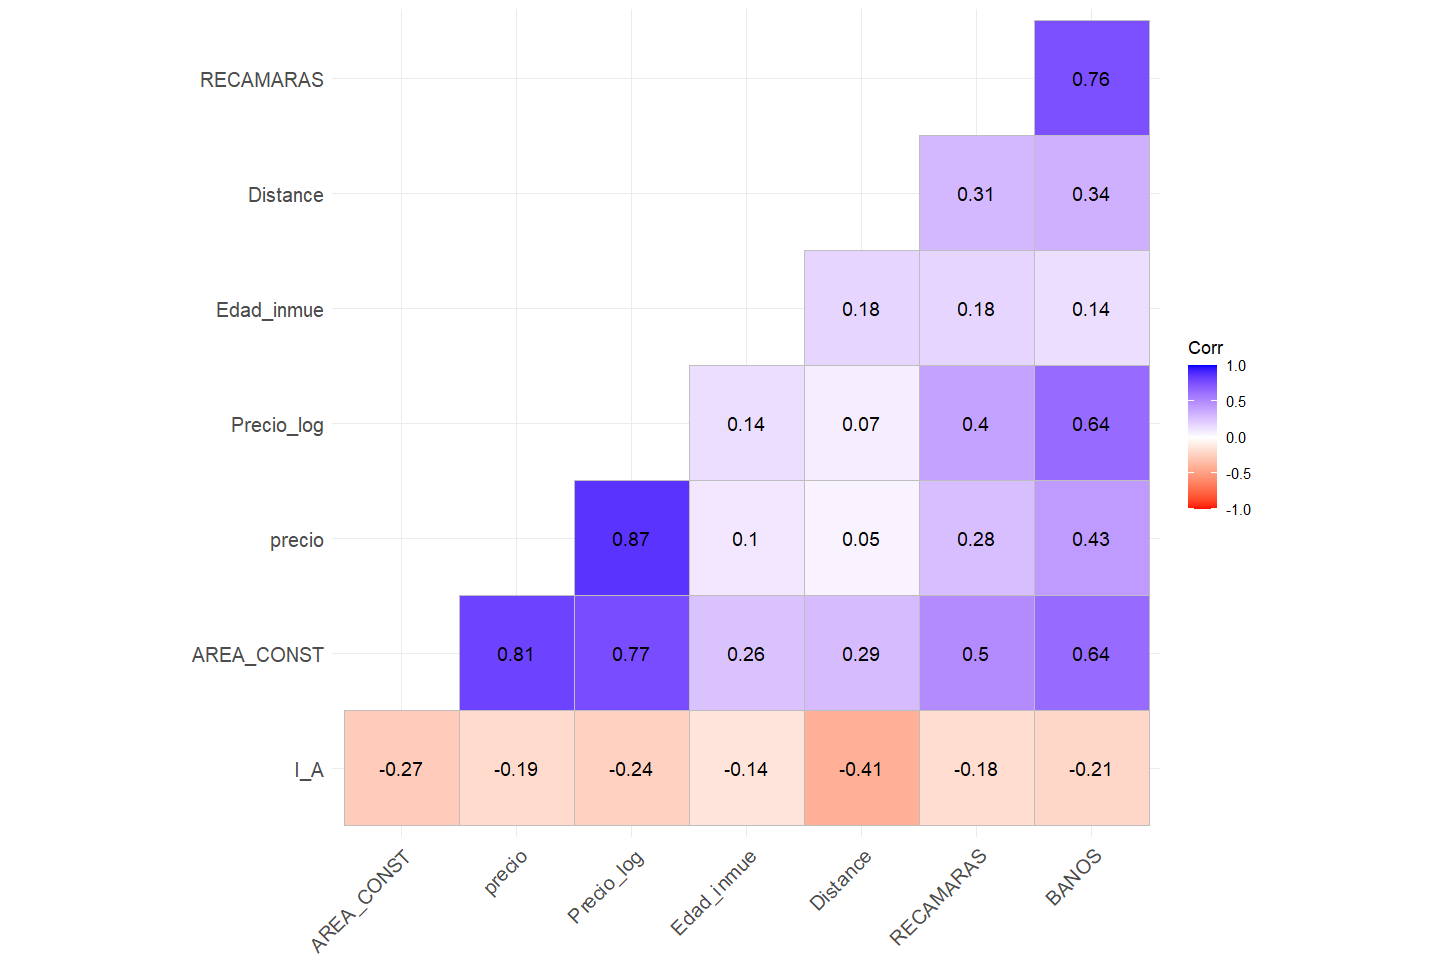 RECAMARAS 0.76
Distance 0.31 0.34
Edad_inmue 0.18 0.18 0.14
Precio_log 0.14 0.07 0.4 0.64
precio 0.87 0.1 0.05 0.28 0.43
AREA_CONST 0.81 0.77 0.26 0.29 0.5 0.64
I_A -0.27 -0.19 -0.24 -0.14 -0.41 -0.18 -0.21
AREA_CONST precio Precio_log Edad_inmue Distance RECAMARAS BANOS
Corr
1.0
0.5
0.0
-0.5
-1.0